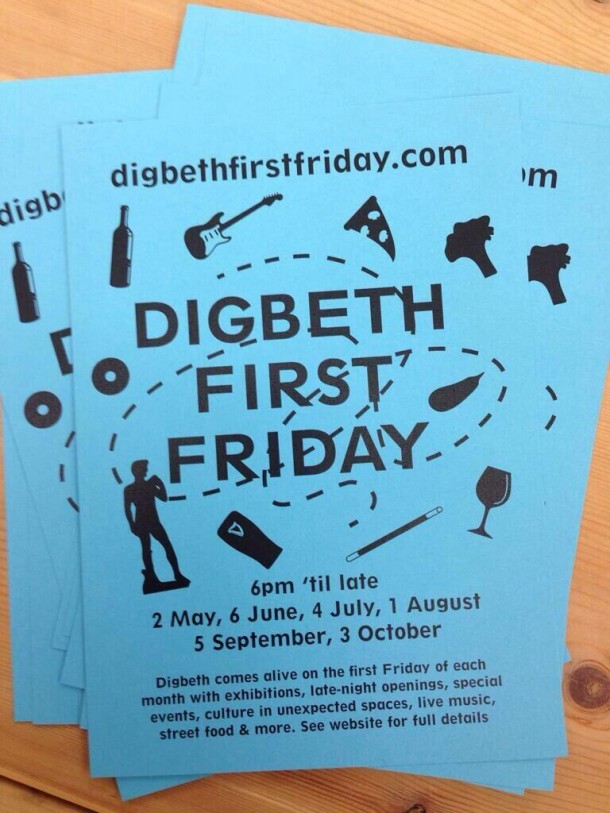 digbethfirstfriday.com
DIGBETH
FIRST
FRIDAY
6pm 'til late
2 May, 6 June, 4 July, 1 August
5 September, 3 October
Digbeth comes alive on the first Friday of each
month with exhibitions, late-night openings, special
events, culture in unexpected spaces, live music,
street food & more. See website for full details
digb
om
D